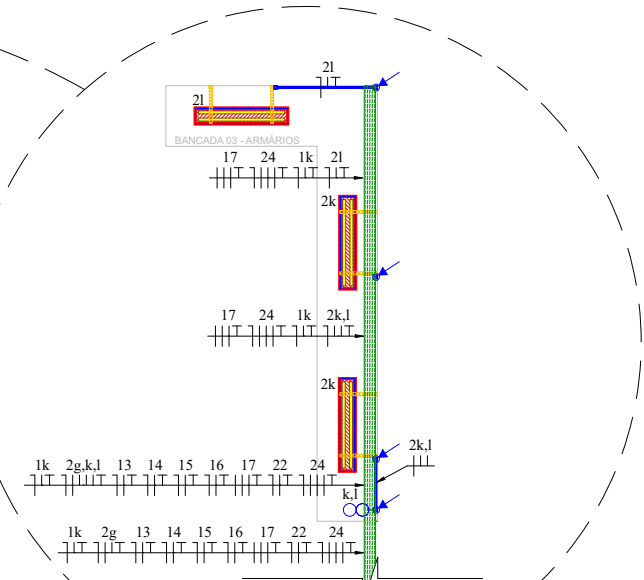 2l
2l
BANCADA 03 - ARMÁRIOS
17 24 1k 2l
2k
17 24 1k 2k,l
2k
2k,l
1k 2g,k,l 13 14 15 16 17 22 24
k,l
1k 2g 13 14 15 16 17 22 24